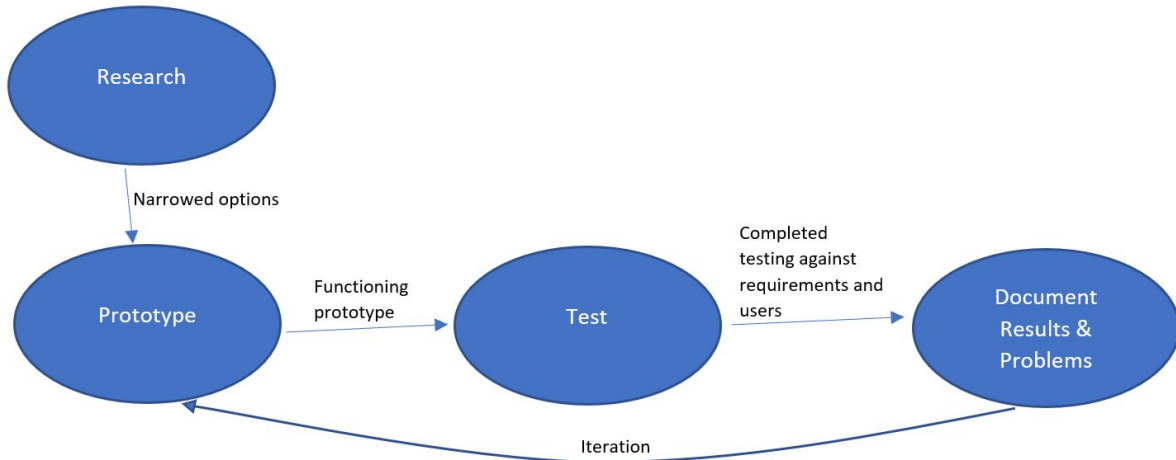 Research
Narrowed options
Prototype
Functioning
prototype
Test
Completed
testing against
requirements and
users
Document
Results &
Problems
Iteration